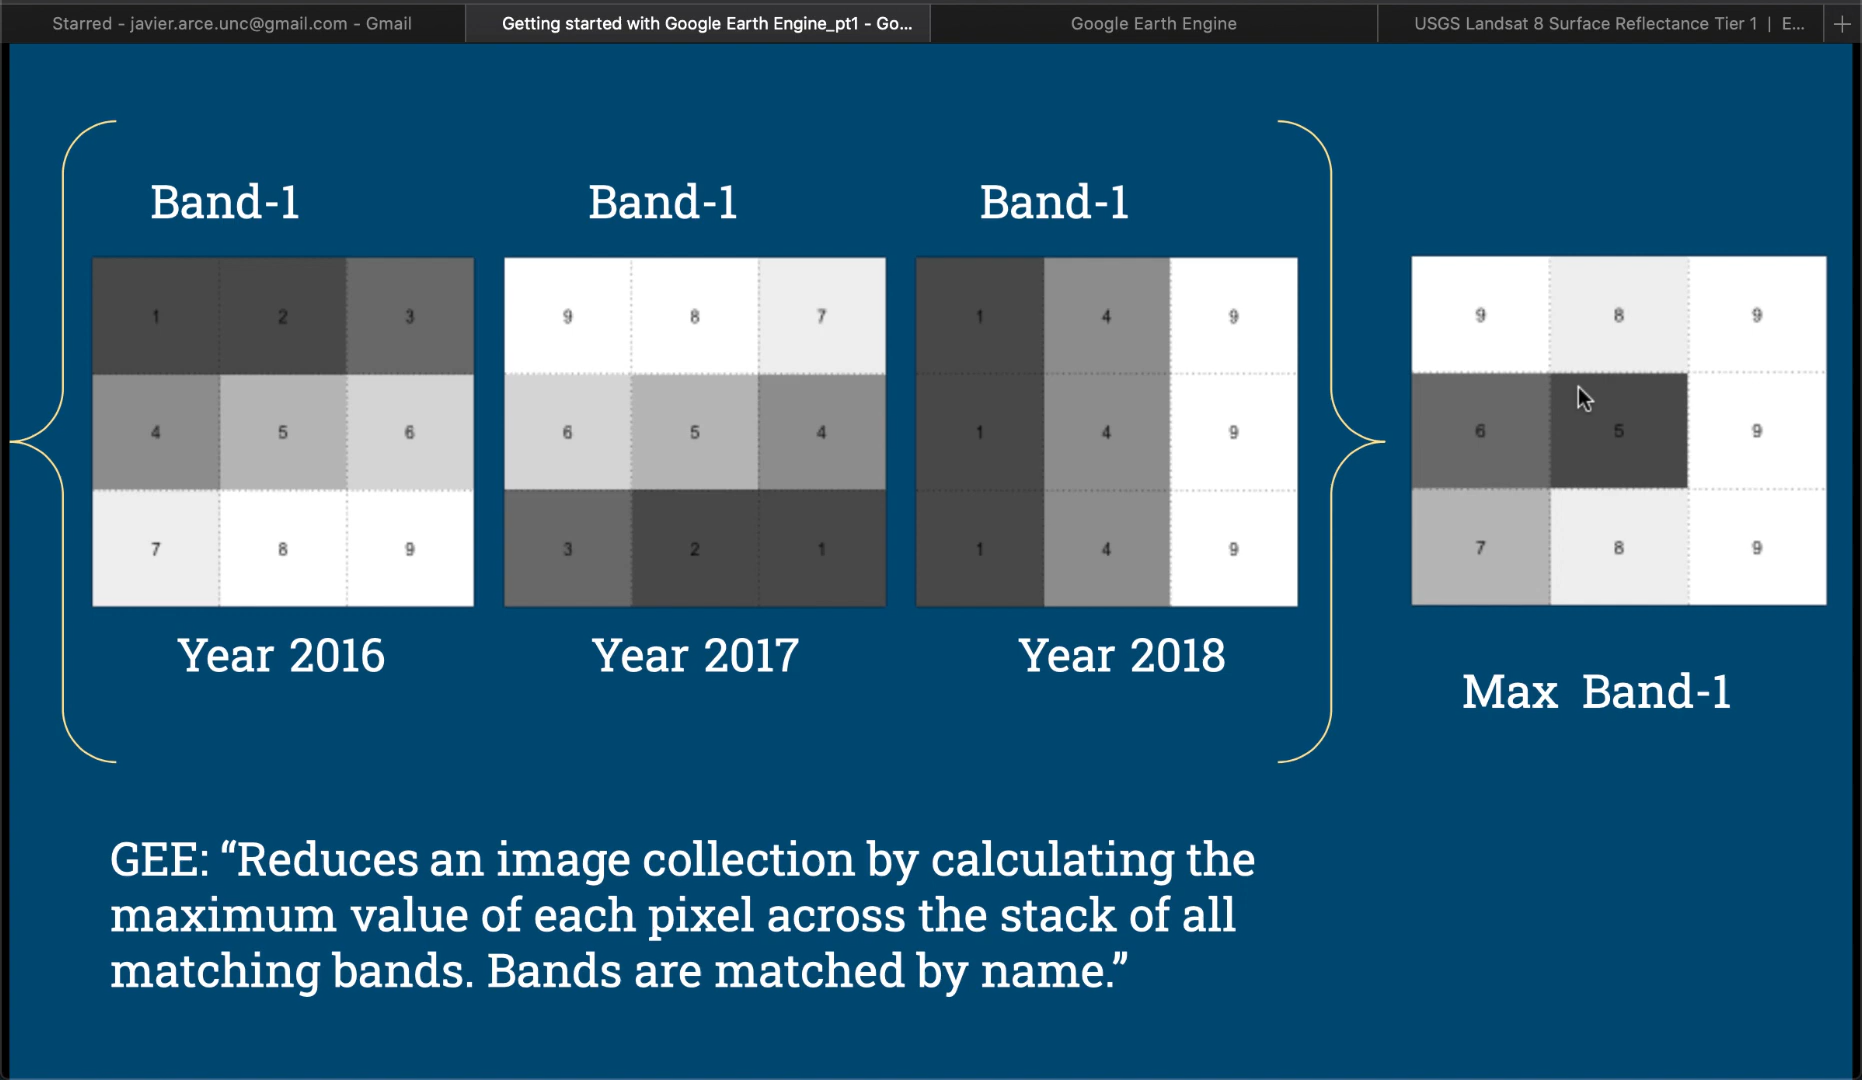 Starred - javier.arce.unc@gmail.com - Gmail
Getting started with Google Earth Engine_pt1 - Go...
Google Earth Engine
USGS Landsat 8 Surface Reflectance Tier 1 | E...
Band-1 Band-1 Band-1
1 2 3 9 8 7 1 4 9 9 8 9
4 5 6 6 5 4 1 4 9 6 5 9
7 8 9 3 2 1 1 4 9 7 8 9
Year 2016 Year 2017 Year 2018
Max Band-1
GEE: “Reduces an image collection by calculating the
maximum value of each pixel across the stack of all
matching bands. Bands are matched by name.”